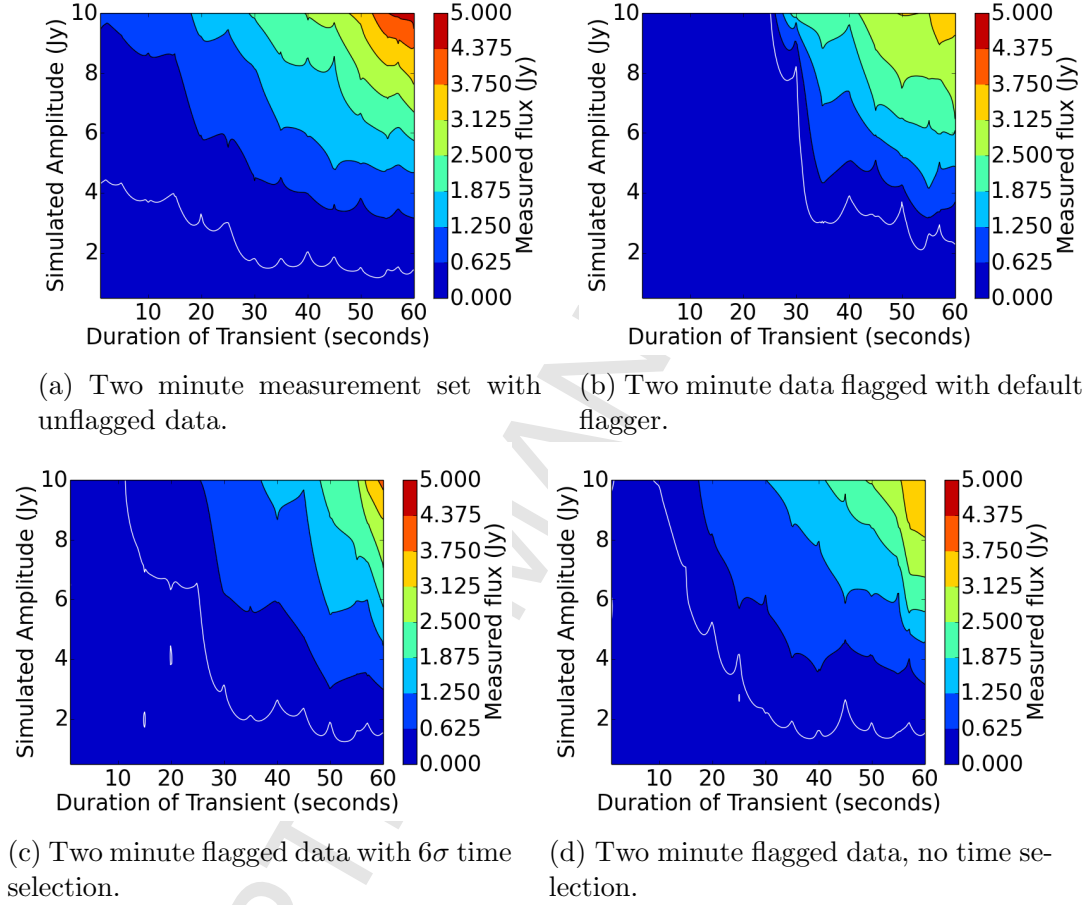 10
8
6
4
2
Simulated Amplitude (Jy)
10 20 30 40 50 60
Duration of Transient (seconds)
5.000
4.375
3.750
3.125
2.500
1.875
1.250
0.625
0.000
Measured flux (Jy)
10
8
6
4
2
Simulated Amplitude (Jy)
10 20 30 40 50 60
Duration of Transient (seconds)
5.000
4.375
3.750
3.125
2.500
1.875
1.250
0.625
0.000
Measured flux (Jy)
(a) Two minute measurement set with
unflagged data.
(b) Two minute data flagged with default
flagger.
10
8
6
4
2
Simulated Amplitude (Jy)
10 20 30 40 50 60
Duration of Transient (seconds)
5.000
4.375
3.750
3.125
2.500
1.875
1.250
0.625
0.000
Measured flux (Jy)
10
8
6
4
2
Simulated Amplitude (Jy)
10 20 30 40 50 60
Duration of Transient (seconds)
5.000
4.375
3.750
3.125
2.500
1.875
1.250
0.625
0.000
Measured flux (Jy)
(c) Two minute flagged data with 6σ time
selection.
(d) Two minute flagged data, no time se-
lection.